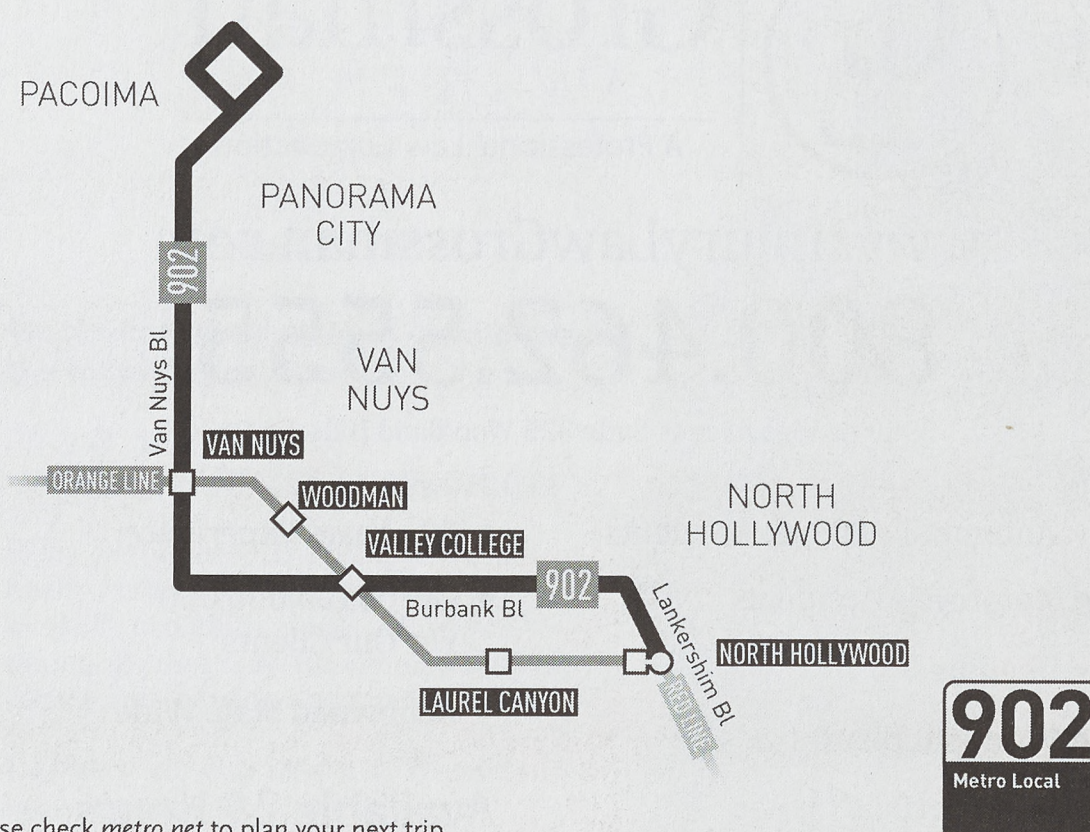 PACOIMA
PANORAMA
CITY
902
Van Nuys Bl
VAN
NUYS
VAN NUYS
ORANGE LINE
WOODMAN
NORTH
HOLLYWOOD
VALLEY COLLEGE
902
Burbank Bl
Lankershim Bl
NORTH HOLLYWOOD
LAUREL CANYON
RED LINE
902
Metro Local
check metro.net to plan your next trip